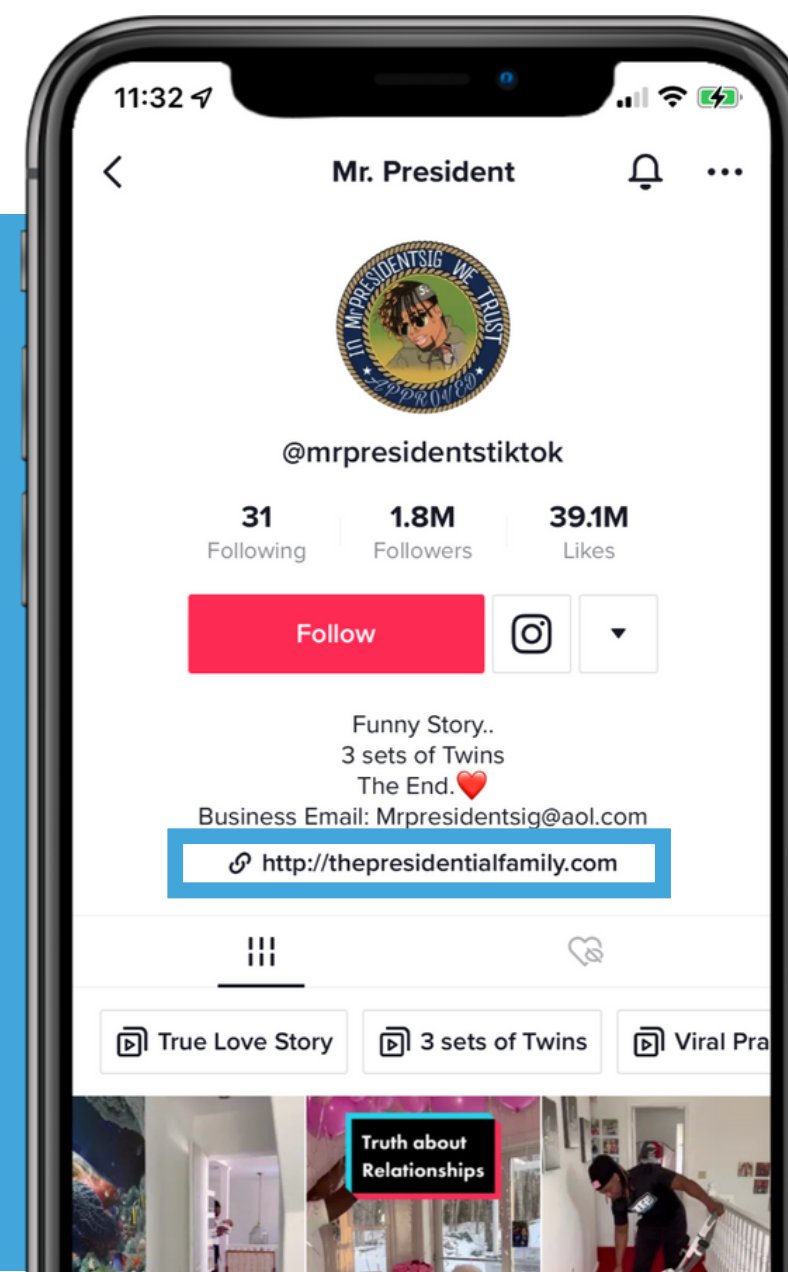 11:32
Mr. President
IN MrPRESIDENTSIG WE TRUST
APPROVED
@mrpresidentstiktok
31 1.8M 39.1M
Following Followers Likes
Follow
Funny Story..
3 sets of Twins
The End.❤️
Business Email: Mrpresidentsig@aol.com
http://thepresidentialfamily.com
True Love Story 3 sets of Twins Viral Pra
Truth about
Relationships